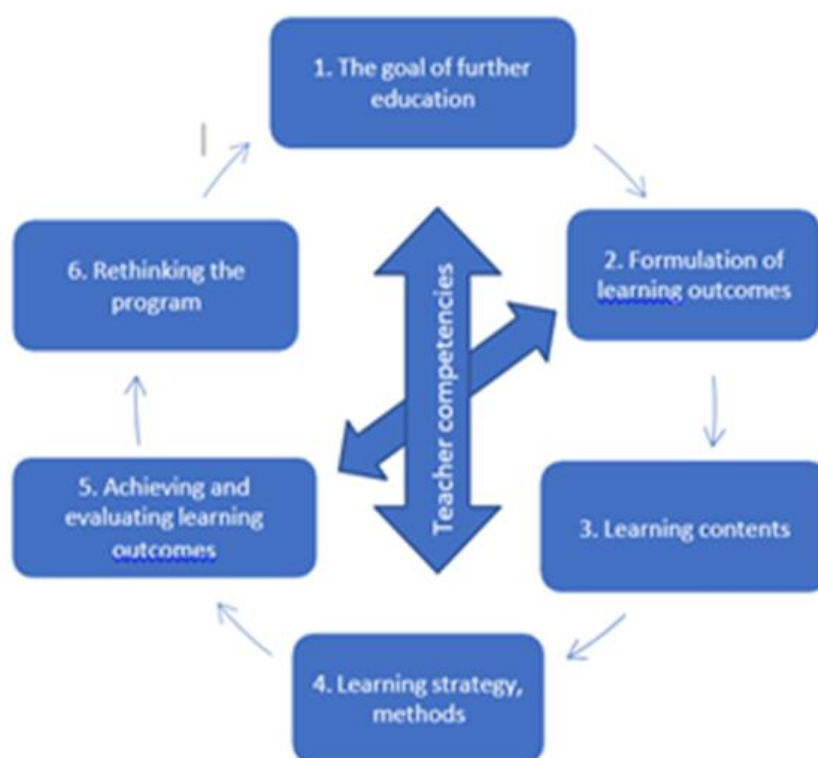 1. The goal of further
education
2. Formulation of
learning outcomes
3. Learning contents
4. Learning strategy,
methods
5. Achieving and
evaluating learning
outcomes
6. Rethinking the
program
Teacher competencies